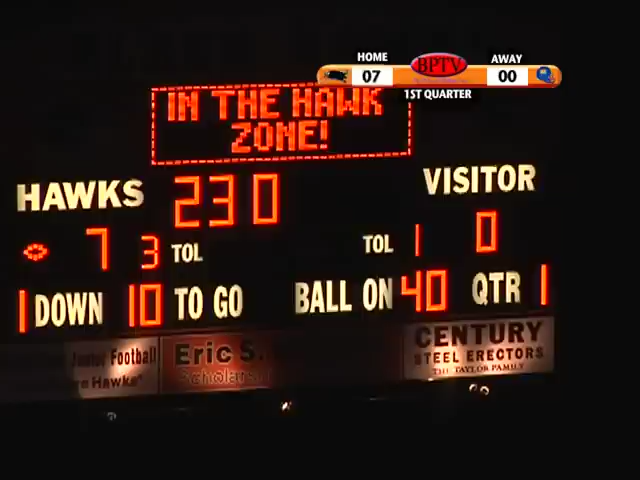 HOME BPTV AWAY
07 00
1ST QUARTER
IN THE HAWK
ZONE!
HAWKS 230 VISITOR
7 3 TOL TOL 1 0
1 DOWN 10 TO GO BALL ON 40 QTR 1
Football
Hawks"
Eric S.
Scholars
CENTURY
STEEL ERECTORS
THE TAYLOR FAMILY